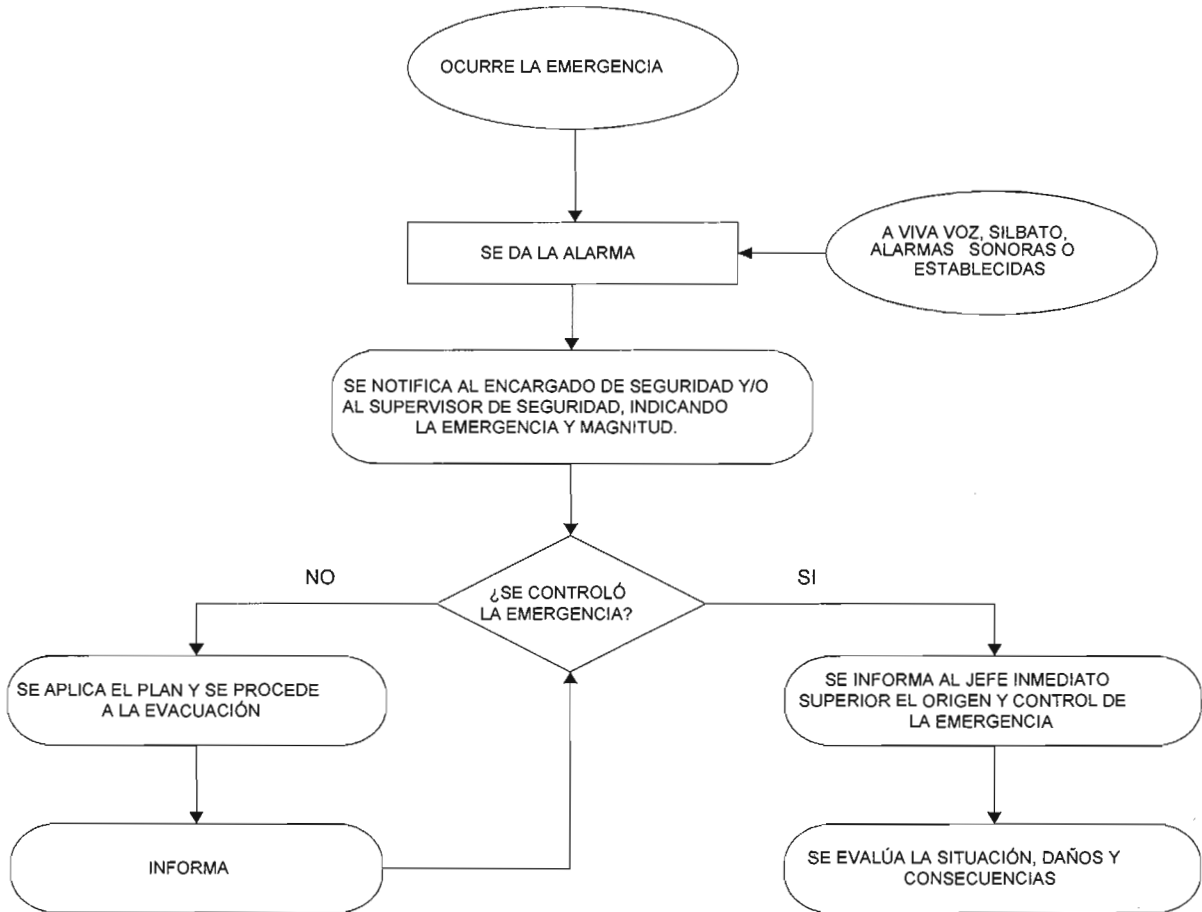 OCURRE LA EMERGENCIA
SE DA LA ALARMA
A VIVA VOZ, SILBATO,
ALARMAS SONORAS O
ESTABLECIDAS
SE NOTIFICA AL ENCARGADO DE SEGURIDAD Y/O
AL SUPERVISOR DE SEGURIDAD, INDICANDO
LA EMERGENCIA Y MAGNITUD.
NO
¿SE CONTROLÓ
LA EMERGENCIA?
SI
SE APLICA EL PLAN Y SE PROCEDE
A LA EVACUACIÓN
SE INFORMA AL JEFE INMEDIATO
SUPERIOR EL ORIGEN Y CONTROL DE
LA EMERGENCIA
INFORMA
SE EVALÚA LA SITUACIÓN, DAÑOS Y
CONSECUENCIAS